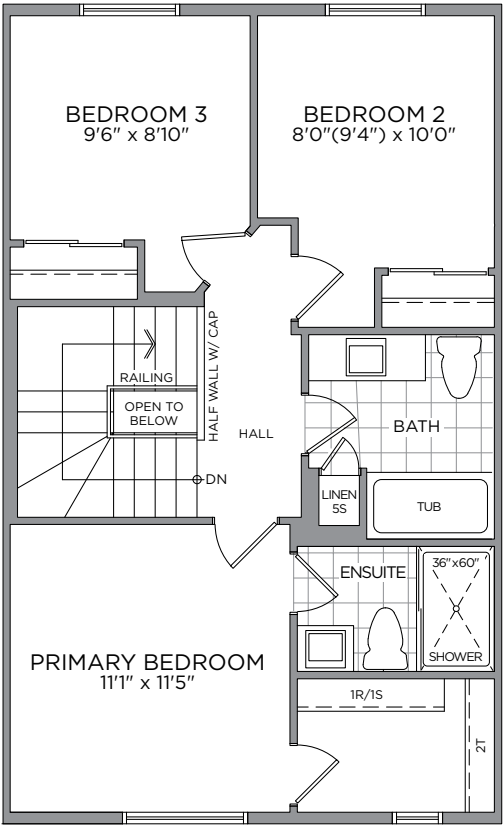 BEDROOM 3
9'6" x 8'10"
BEDROOM 2
8'0"(9'4") x 10'0"
HALF WALL W/ CAP
RAILING
OPEN TO
BELOW
HALL
BATH
DN
LINEN
5S
TUB
ENSUITE
36"x60"
SHOWER
PRIMARY BEDROOM
11'1" x 11'5"
1R/1S
2T